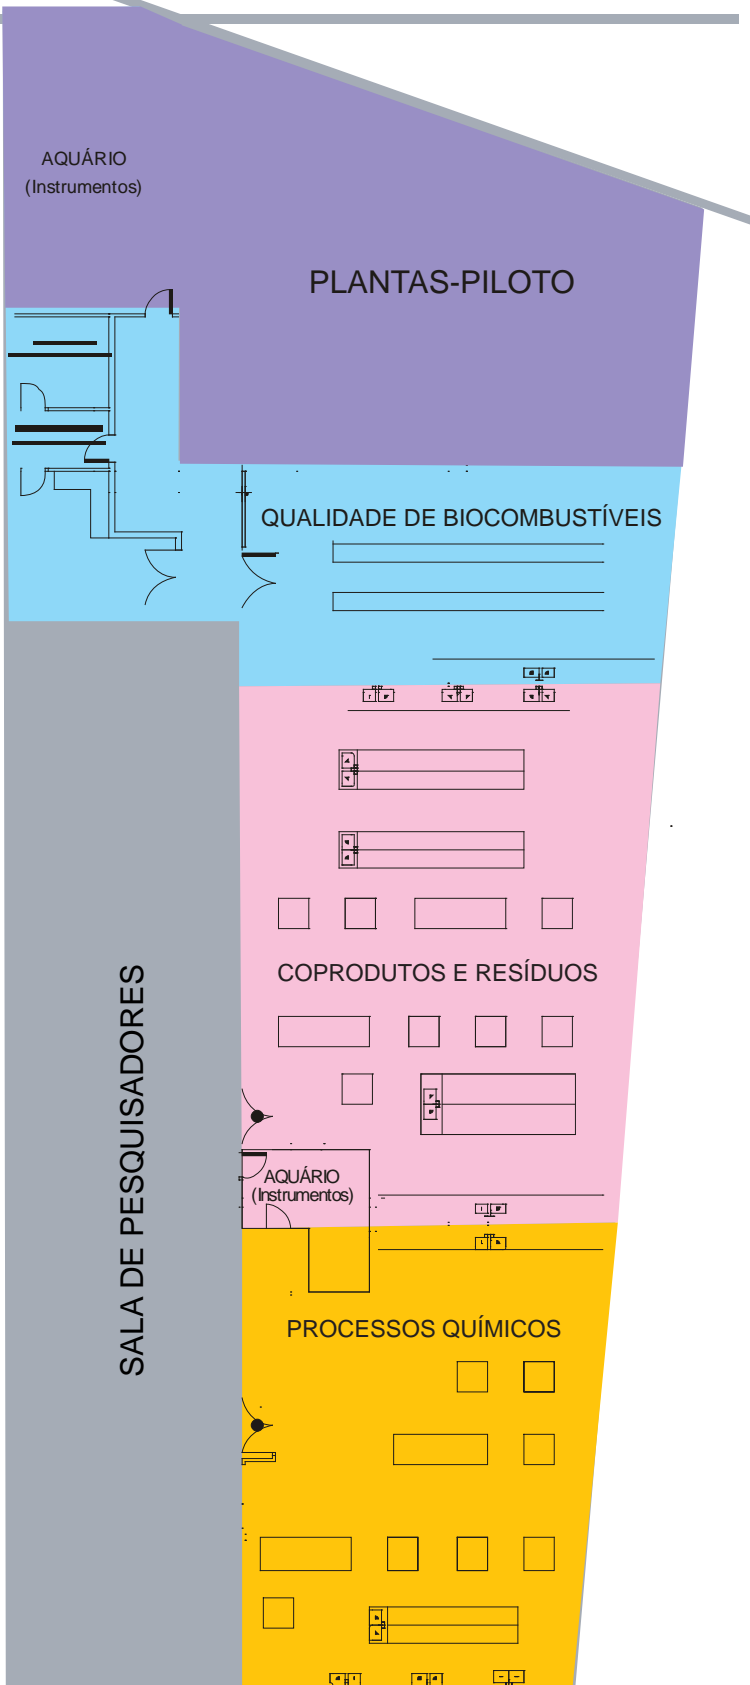 AQUÁRIO
(Instrumentos)
PLANTAS-PILOTO
QUALIDADE DE BIOCOMBUSTÍVEIS
COPRODUTOS E RESÍDUOS
SALA DE PESQUISADORES
AQUÁRIO
(Instrumentos)
PROCESSOS QUÍMICOS